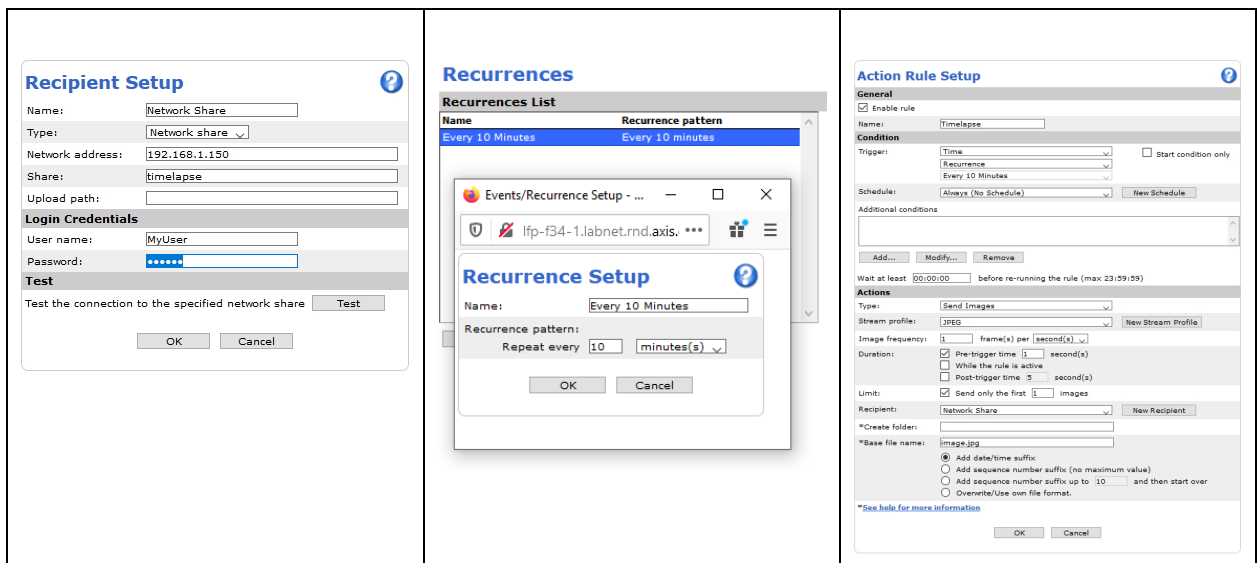 Recipient Setup
Name: Network Share
Type: Network share
Network address: 192.168.1.150
Share: timelapse
Upload path:
Login Credentials
User name: MyUser
Password: ••••••
Test
Test the connection to the specified network share Test
OK Cancel
Recurrences
Recurrences List
Name Recurrence pattern
Every 10 Minutes Every 10 minutes
Events/Recurrence Setup - ...
lfp-f34-1.labnet.rnd.axis.
Recurrence Setup
Name: Every 10 Minutes
Recurrence pattern:
Repeat every 10 minutes(s)
OK Cancel
Action Rule Setup
General
Enable rule
Name: Timelapse
Condition
Trigger: Time Start condition only
Recurrence
Every 10 Minutes
Schedule: Always (No Schedule) New Schedule
Additional conditions
Add... Modify... Remove
Wait at least 00:00:00 before re-running the rule (max 23:59:59)
Actions
Type: Send Images
Stream profile: JPEG New Stream Profile
Image frequency: 1 frame(s) per second(s)
Duration: Pre-trigger time 1 second(s)
While the rule is active
Post-trigger time 5 second(s)
Limit: Send only the first 1 images
Recipient: Network Share New Recipient
*Create folder:
*Base file name: image.jpg
Add date/time suffix
Add sequence number suffix (no maximum value)
Add sequence number suffix up to 10 and then start over
Overwrite/Use own file format.
*See help for more information
OK Cancel